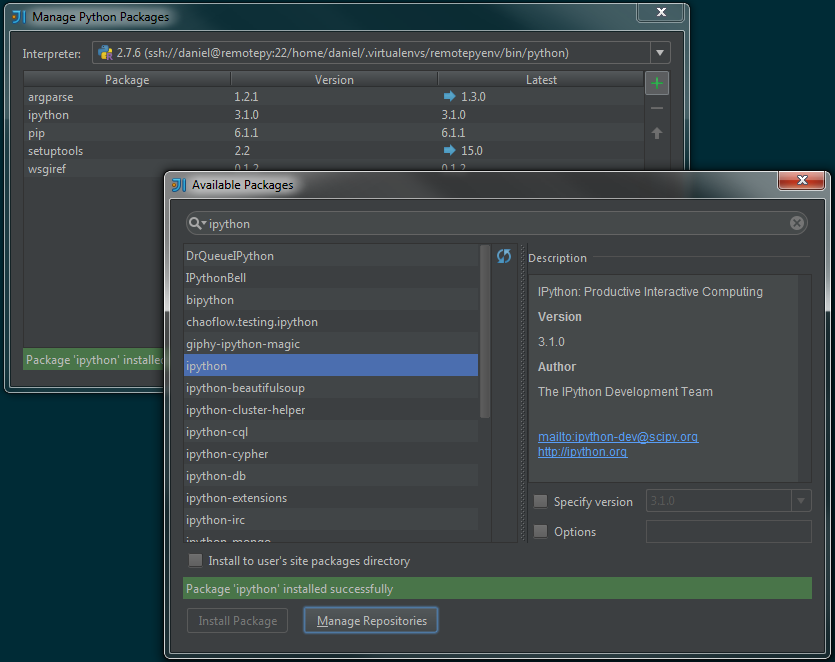 Manage Python Packages
Interpreter: 2.7.6 (ssh://daniel@remotepy:22/home/daniel/.virtualenvs/remotepyenv/bin/python)
Package Version Latest
argparse 1.2.1 1.3.0
ipython 3.1.0 3.1.0
pip 6.1.1 6.1.1
setuptools 2.2 15.0
wsgiref 0.1.2 0.1.2
Package 'ipython' installed
Available Packages
ipython
DrQueueIPython
IPythonBell
bipython
chaoflow.testing.ipython
giphy-ipython-magic
ipython
ipython-beautifulsoup
ipython-cluster-helper
ipython-cql
ipython-cypher
ipython-db
ipython-extensions
ipython-irc
ipython-mongo
Description
IPython: Productive Interactive Computing
Version
3.1.0
Author
The IPython Development Team
mailto:ipython-dev@scipy.org
http://ipython.org
Specify version 3.1.0
Options
Install to user's site packages directory
Package 'ipython' installed successfully
Install Package Manage Repositories